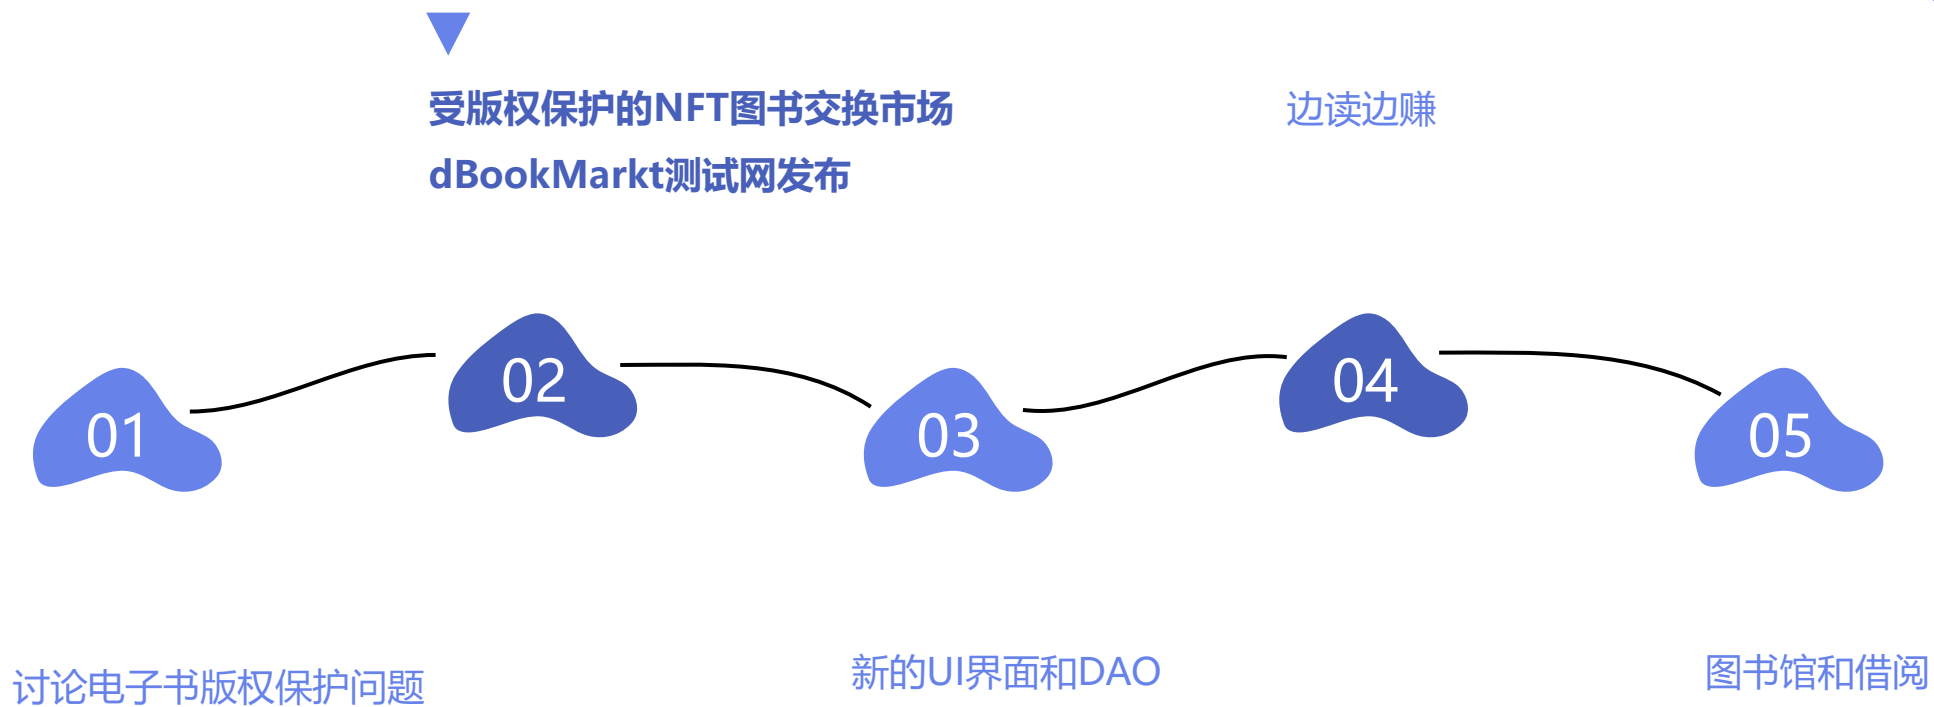 受版权保护的NFT图书交换市场
dBookMarkt测试网发布
边读边赚
01
02
03
04
05
讨论电子书版权保护问题
新的UI界面和DAO
图书馆和借阅